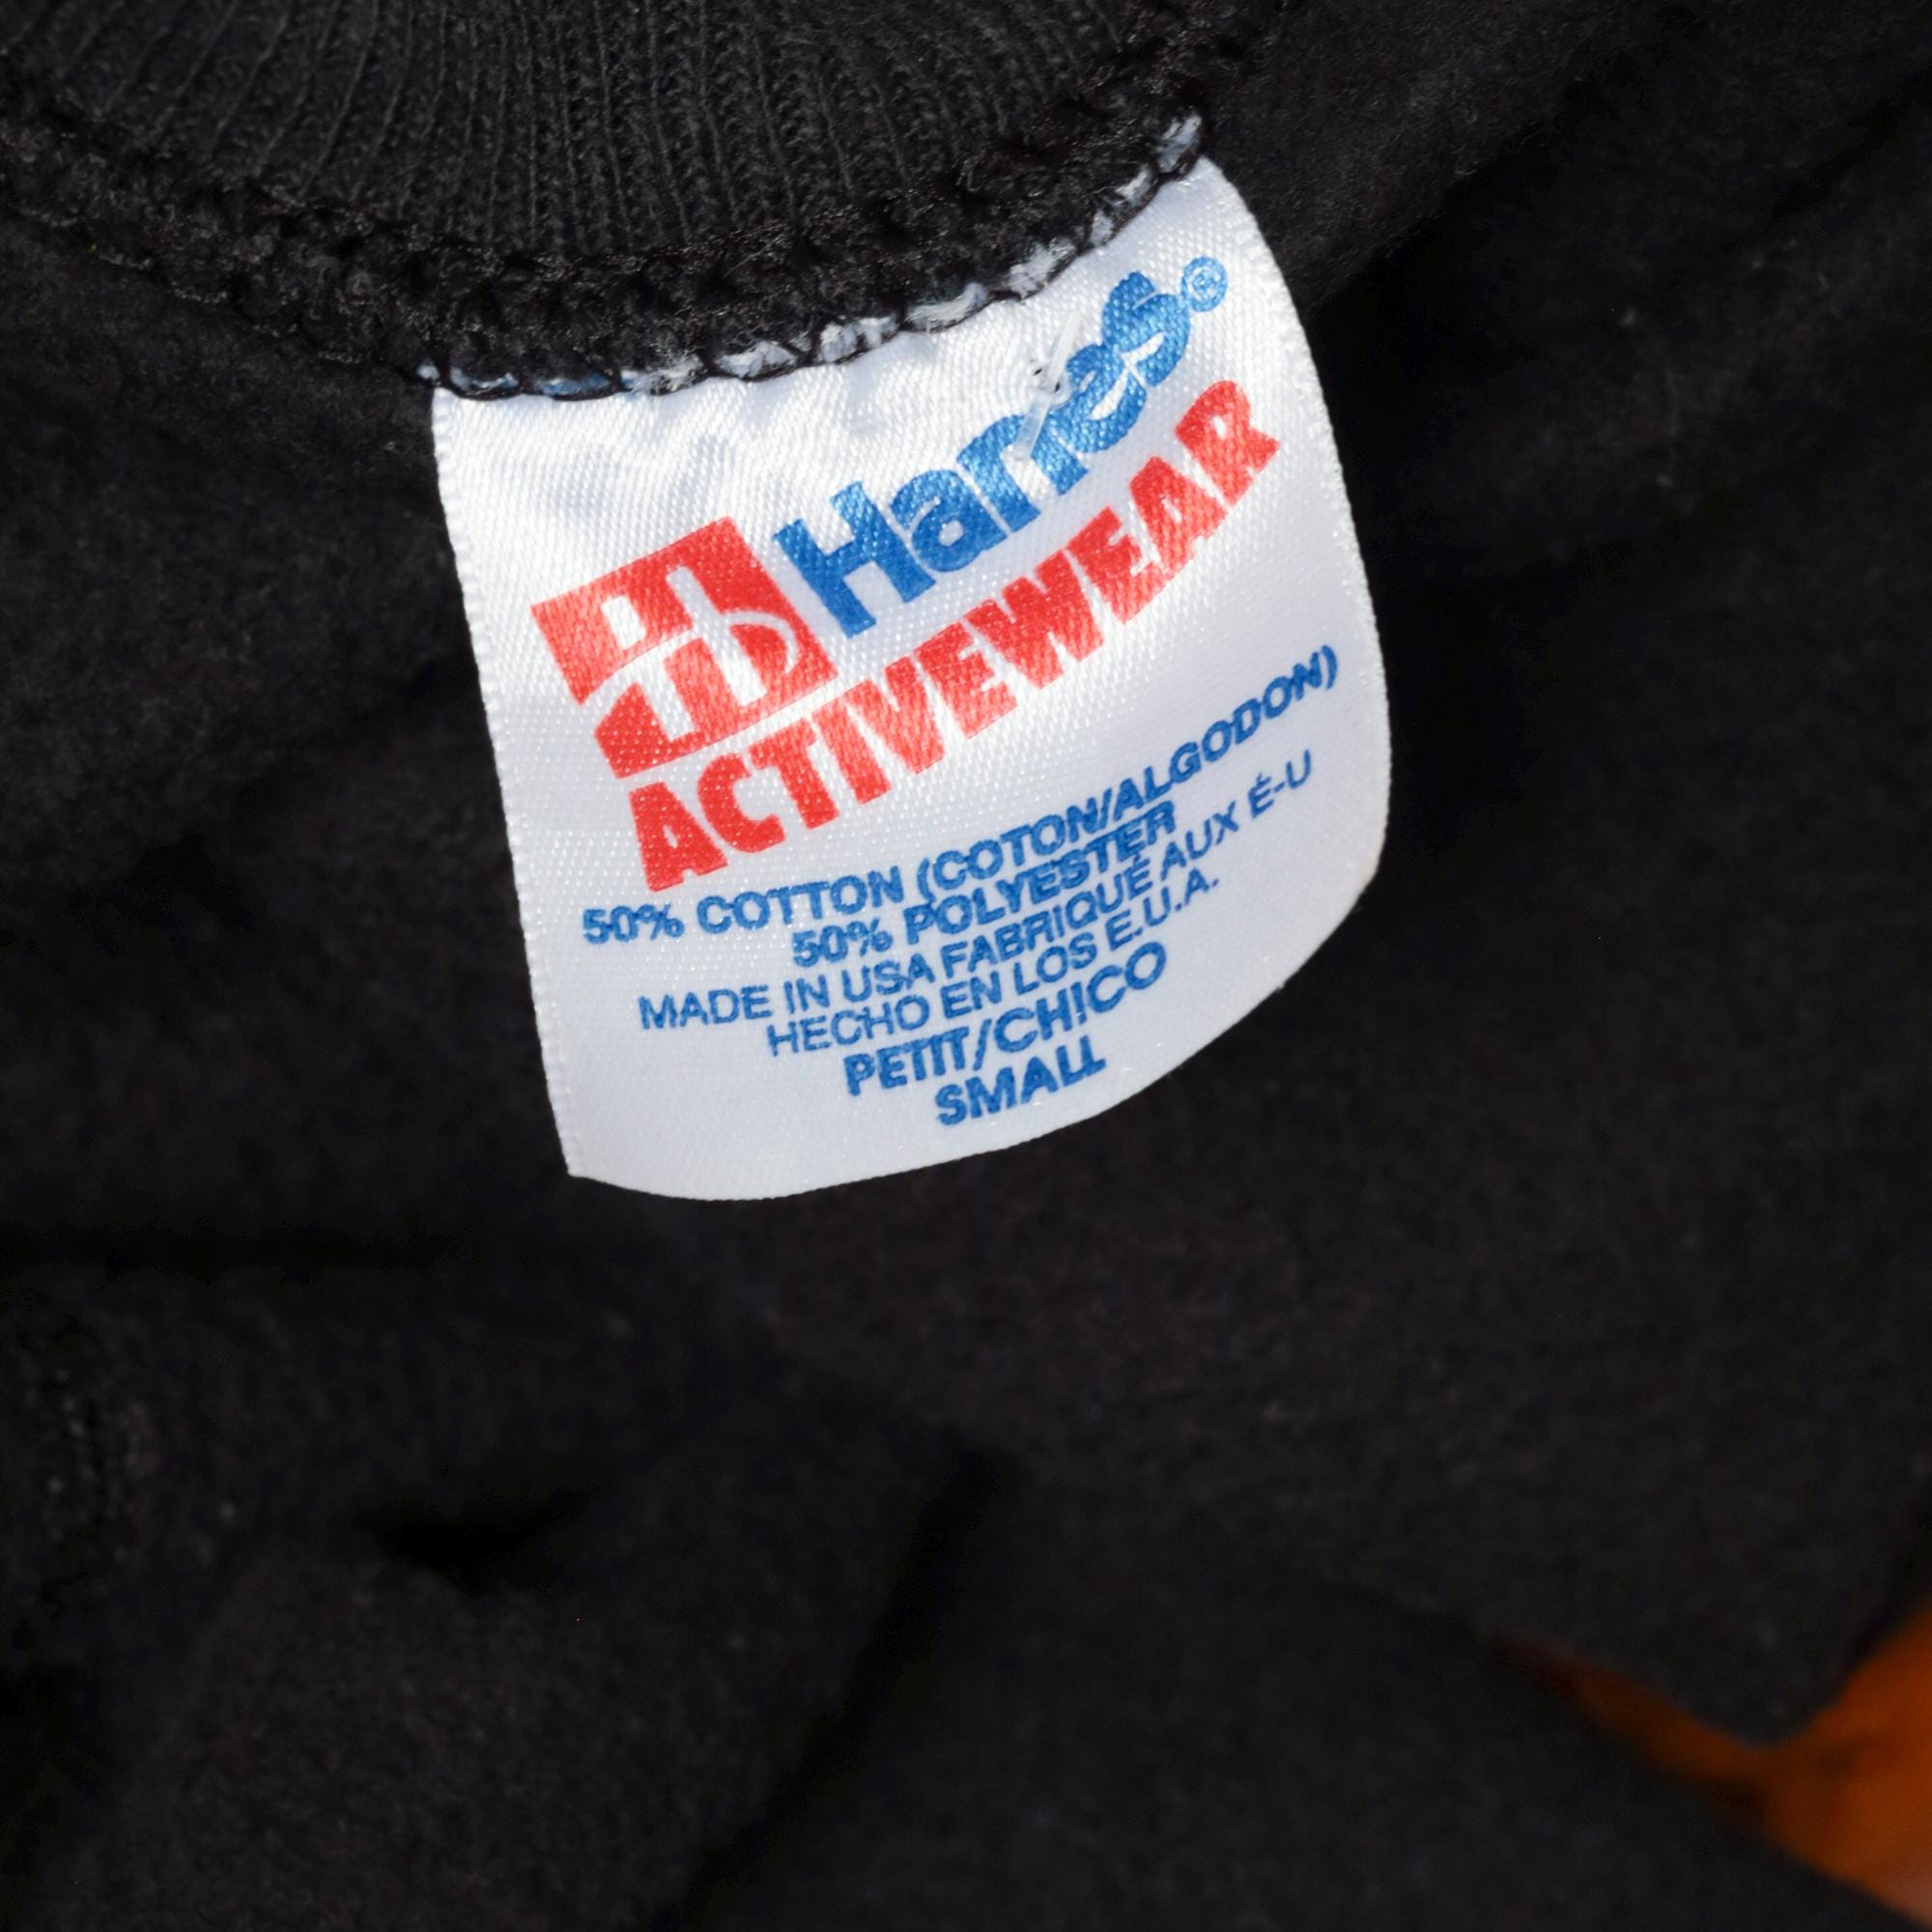 Hanes®
ACTIVEWEAR
50% COTTON (COTON/ALGODON)
50% POLYESTER
MADE IN USA FABRIQUÉ AUX É-U
HECHO EN LOS E.U.A.
PETIT/CHICO
SMALL